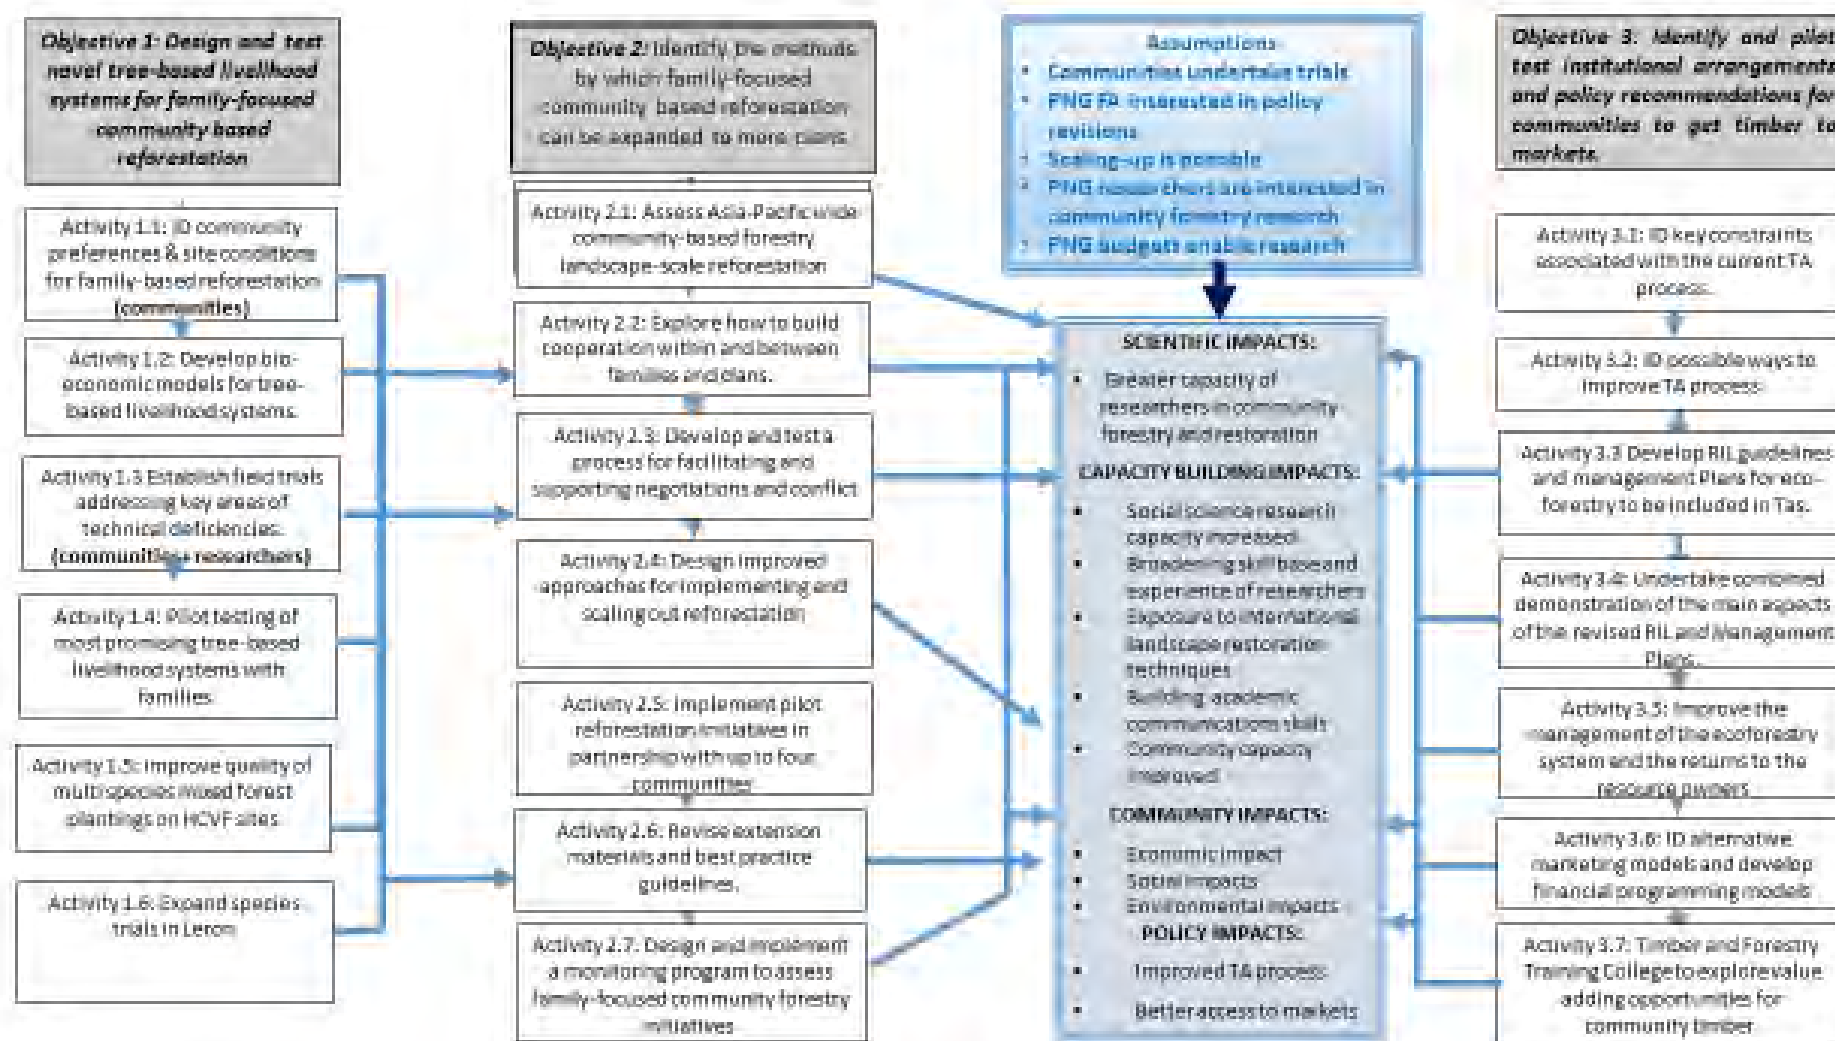 Objective 1: Design and test
novel tree-based livelihood
systems for family-focused
community based
reforestation
Activity 1.1: ID community
preferences & site conditions
for family-based reforestation
(communities)
Activity 1.2: Develop bio-
economic models for tree-
based livelihood systems.
Activity 1.3 Establish field trials
addressing key areas of
technical deficiencies.
(communities+ researchers)
Activity 1.4: Pilot testing of
most promising tree-based
livelihood systems with
families
Activity 1.5: Improve quality of
multi species mixed forest
plantings on HCVF sites
Activity 1.6: Expand species
trials in Leron
Objective 2: Identify the methods
by which family-focused
community based reforestation
can be expanded to more clans.
Activity 2.1: Assess Asia-Pacific wide
community-based forestry
landscape-scale reforestation
Activity 2.2: Explore how to build
cooperation within and between
families and clans.
Activity 2.3: Develop and test a
process for facilitating and
supporting negotiations and conflict
Activity 2.4: Design improved
approaches for implementing and
scaling out reforestation
Activity 2.5: Implement pilot
reforestation initiatives in
partnership with up to four
communities
Activity 2.6: Revise extension
materials and best practice
guidelines.
Activity 2.7: Design and implement
a monitoring program to assess
family-focused community forestry
initiatives
Assumptions
• Communities undertake trials
• PNG FA interested in policy
revisions
• Scaling-up is possible
• PNG researchers are interested in
community forestry research
• PNG budgets enable research
SCIENTIFIC IMPACTS:
• Greater capacity of
researchers in community
forestry and restoration
CAPACITY BUILDING IMPACTS:
• Social science research
capacity increased
• Broadening skill base and
experience of researchers
• Exposure to international
landscape restoration
techniques
• Building academic
communications skills
• Community capacity
improved
COMMUNITY IMPACTS:
• Economic impact
• Social impacts
• Environmental impacts
POLICY IMPACTS:
• Improved TA process
• Better access to markets
Objective 3: Identify and pilot
test institutional arrangements
and policy recommendations for
communities to get timber to
markets.
Activity 3.1: ID key constraints
associated with the current TA
process.
Activity 3.2: ID possible ways to
improve TA process
Activity 3.3 Develop RIL guidelines
and management Plans for eco-
forestry to be included in Tas.
Activity 3.4: Undertake combined
demonstration of the main aspects
of the revised RIL and Management
Plans.
Activity 3.5: Improve the
management of the ecoforestry
system and the returns to the
resource owners
Activity 3.6: ID alternative
marketing models and develop
financial programming models
Activity 3.7: Timber and Forestry
Training College to explore value
adding opportunities for
community timber